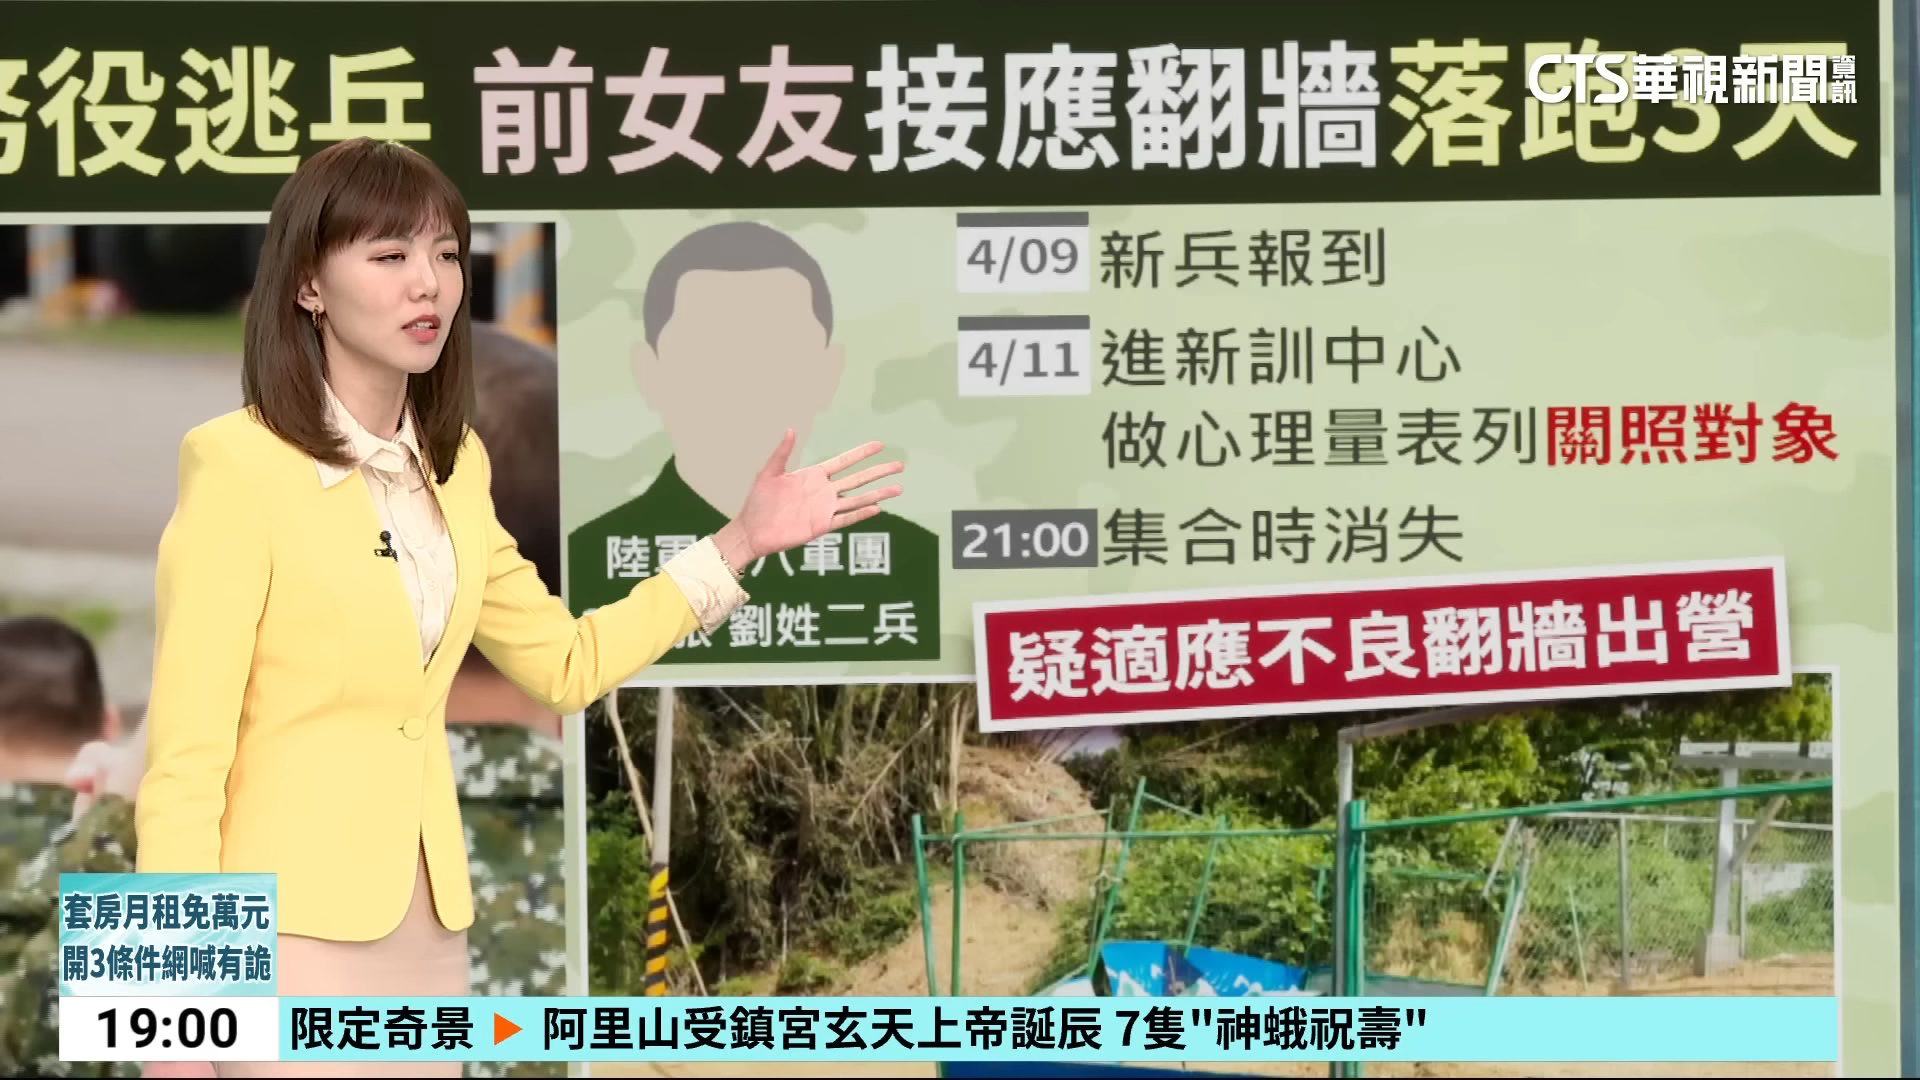 役逃兵 前女友接應翻牆落跑3天
CTS華視新聞資訊
4/09 新兵報到
4/11 進新訓中心
做心理量表列關照對象
21:00 集合時消失
疑適應不良翻牆出營
陸軍 八軍團
劉姓二兵
套房月租免萬元
開3條件網喊有詭
19:00 限定奇景 ▶ 阿里山受鎮宮玄天上帝誕辰 7隻"神蛾祝壽"